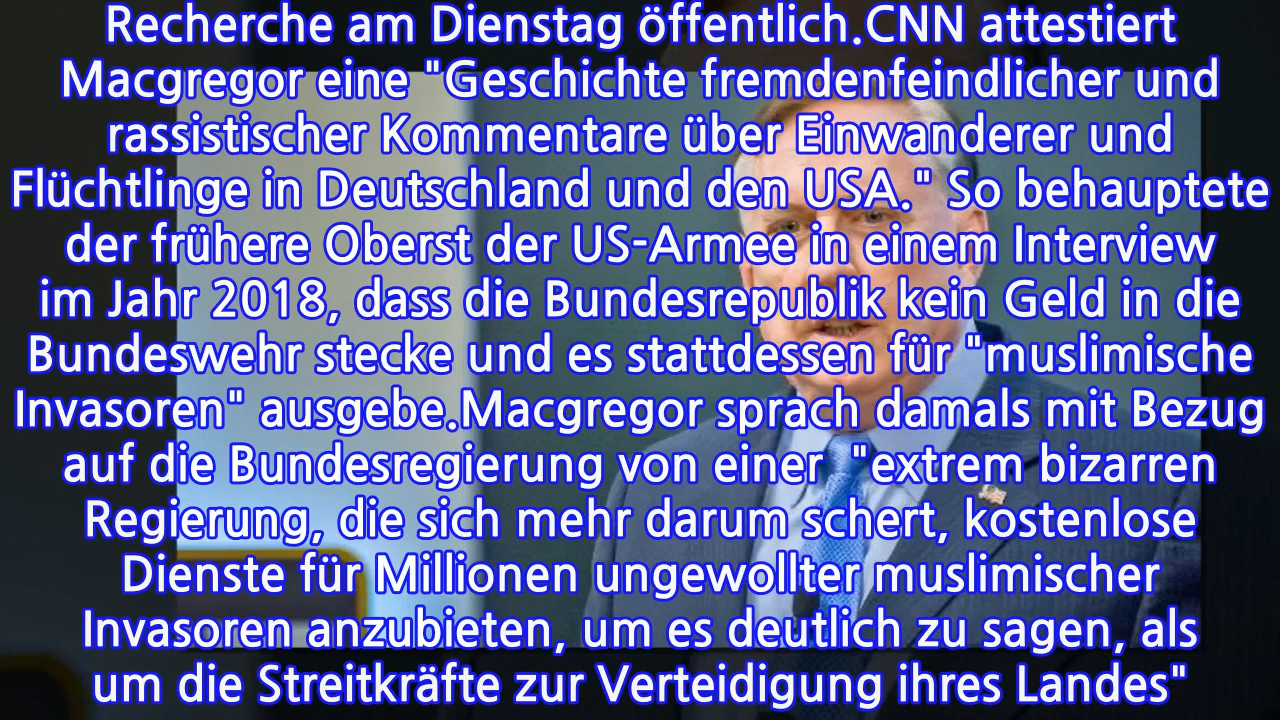 Recherche am Dienstag öffentlich.CNN attestiert
Macgregor eine "Geschichte fremdenfeindlicher und
rassistischer Kommentare über Einwanderer und
Flüchtlinge in Deutschland und den USA." So behauptete
der frühere Oberst der US-Armee in einem Interview
im Jahr 2018, dass die Bundesrepublik kein Geld in die
Bundeswehr stecke und es stattdessen für "muslimische
Invasoren" ausgebe.Macgregor sprach damals mit Bezug
auf die Bundesregierung von einer  "extrem bizarren
Regierung, die sich mehr darum schert, kostenlose
Dienste für Millionen ungewollter muslimischer
Invasoren anzubieten, um es deutlich zu sagen, als
um die Streitkräfte zur Verteidigung ihres Landes"